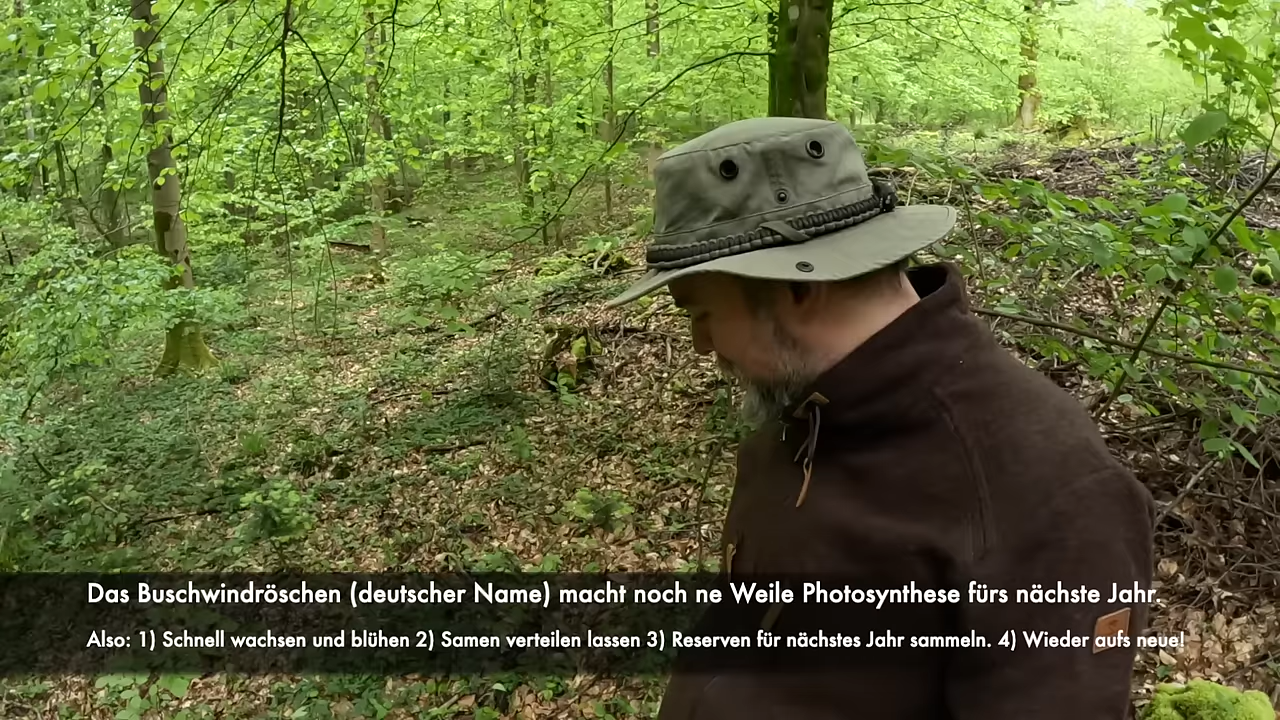 Das Buschwindröschen (deutscher Name) macht noch ne Weile Photosynthese fürs nächste Jahr.
Also: 1) Schnell wachsen und blühen 2) Samen verteilen lassen 3) Reserven für nächstes Jahr sammeln. 4) Wieder aufs neue!